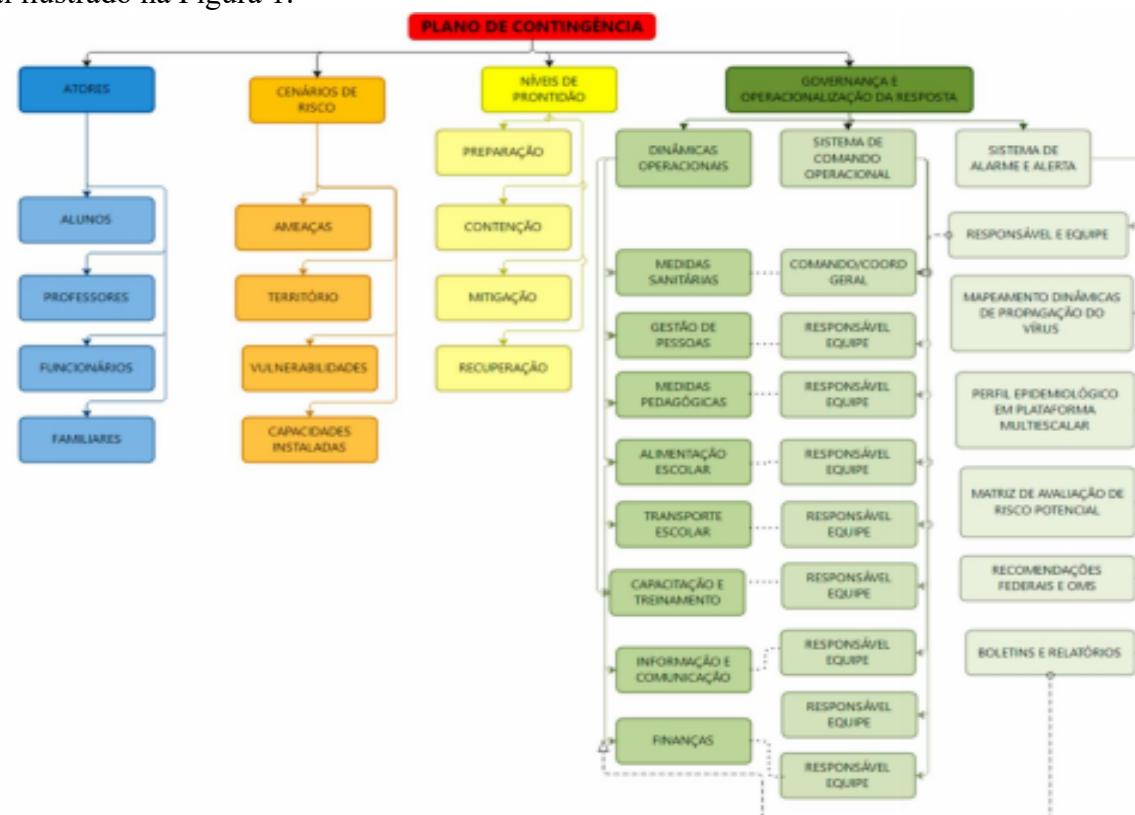 al ilustrado na Figura 1:
PLANO DE CONTINGÊNCIA
ATORES
ALUNOS
PROFESSORES
FUNCIONÁRIOS
FAMILIARES
CENÁRIOS DE
RISCO
AMEAÇAS
TERRITÓRIO
VULNERABILIDADES
CAPACIDADES
INSTALADAS
NÍVEIS DE
PRONTIDÃO
PREPARAÇÃO
CONTENÇÃO
MITIGAÇÃO
RECUPERAÇÃO
GOVERNANÇA E
OPERACIONALIZAÇÃO DA RESPOSTA
DINÂMICAS
OPERACIONAIS
MEDIDAS
SANITÁRIAS
GESTÃO DE
PESSOAS
MEDIDAS
PEDAGÓGICAS
ALIMENTAÇÃO
ESCOLAR
TRANSPORTE
ESCOLAR
CAPACITAÇÃO E
TREINAMENTO
INFORMAÇÃO E
COMUNICAÇÃO
FINANÇAS
SISTEMA DE
COMANDO
OPERACIONAL
COMANDO/COORD
GERAL
RESPONSÁVEL
EQUIPE
RESPONSÁVEL
EQUIPE
RESPONSÁVEL
EQUIPE
RESPONSÁVEL
EQUIPE
RESPONSÁVEL
EQUIPE
RESPONSÁVEL
EQUIPE
RESPONSÁVEL
EQUIPE
RESPONSÁVEL
EQUIPE
SISTEMA DE
ALARME E ALERTA
RESPONSÁVEL E EQUIPE
MAPEAMENTO DINÂMICAS
DE PROPAGAÇÃO DO
VÍRUS
PERFIL EPIDEMIOLÓGICO
EM PLATAFORMA
MULTIESCALAR
MATRIZ DE AVALIAÇÃO DE
RISCO POTENCIAL
RECOMENDAÇÕES
FEDERAIS E OMS
BOLETINS E RELATÓRIOS